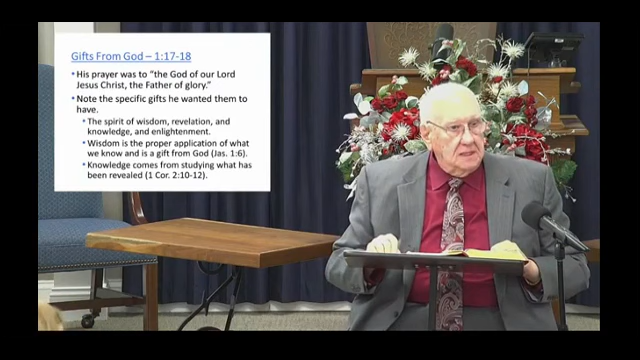 Gifts From God – 1:17-18
• His prayer was to “the God of our Lord
Jesus Christ, the Father of glory.”
• Note the specific gifts he wanted them to
have.
• The spirit of wisdom, revelation, and
knowledge, and enlightenment.
• Wisdom is the proper application of what
we know and is a gift from God (Jas. 1:6).
• Knowledge comes from studying what has
been revealed (1 Cor. 2:10-12).